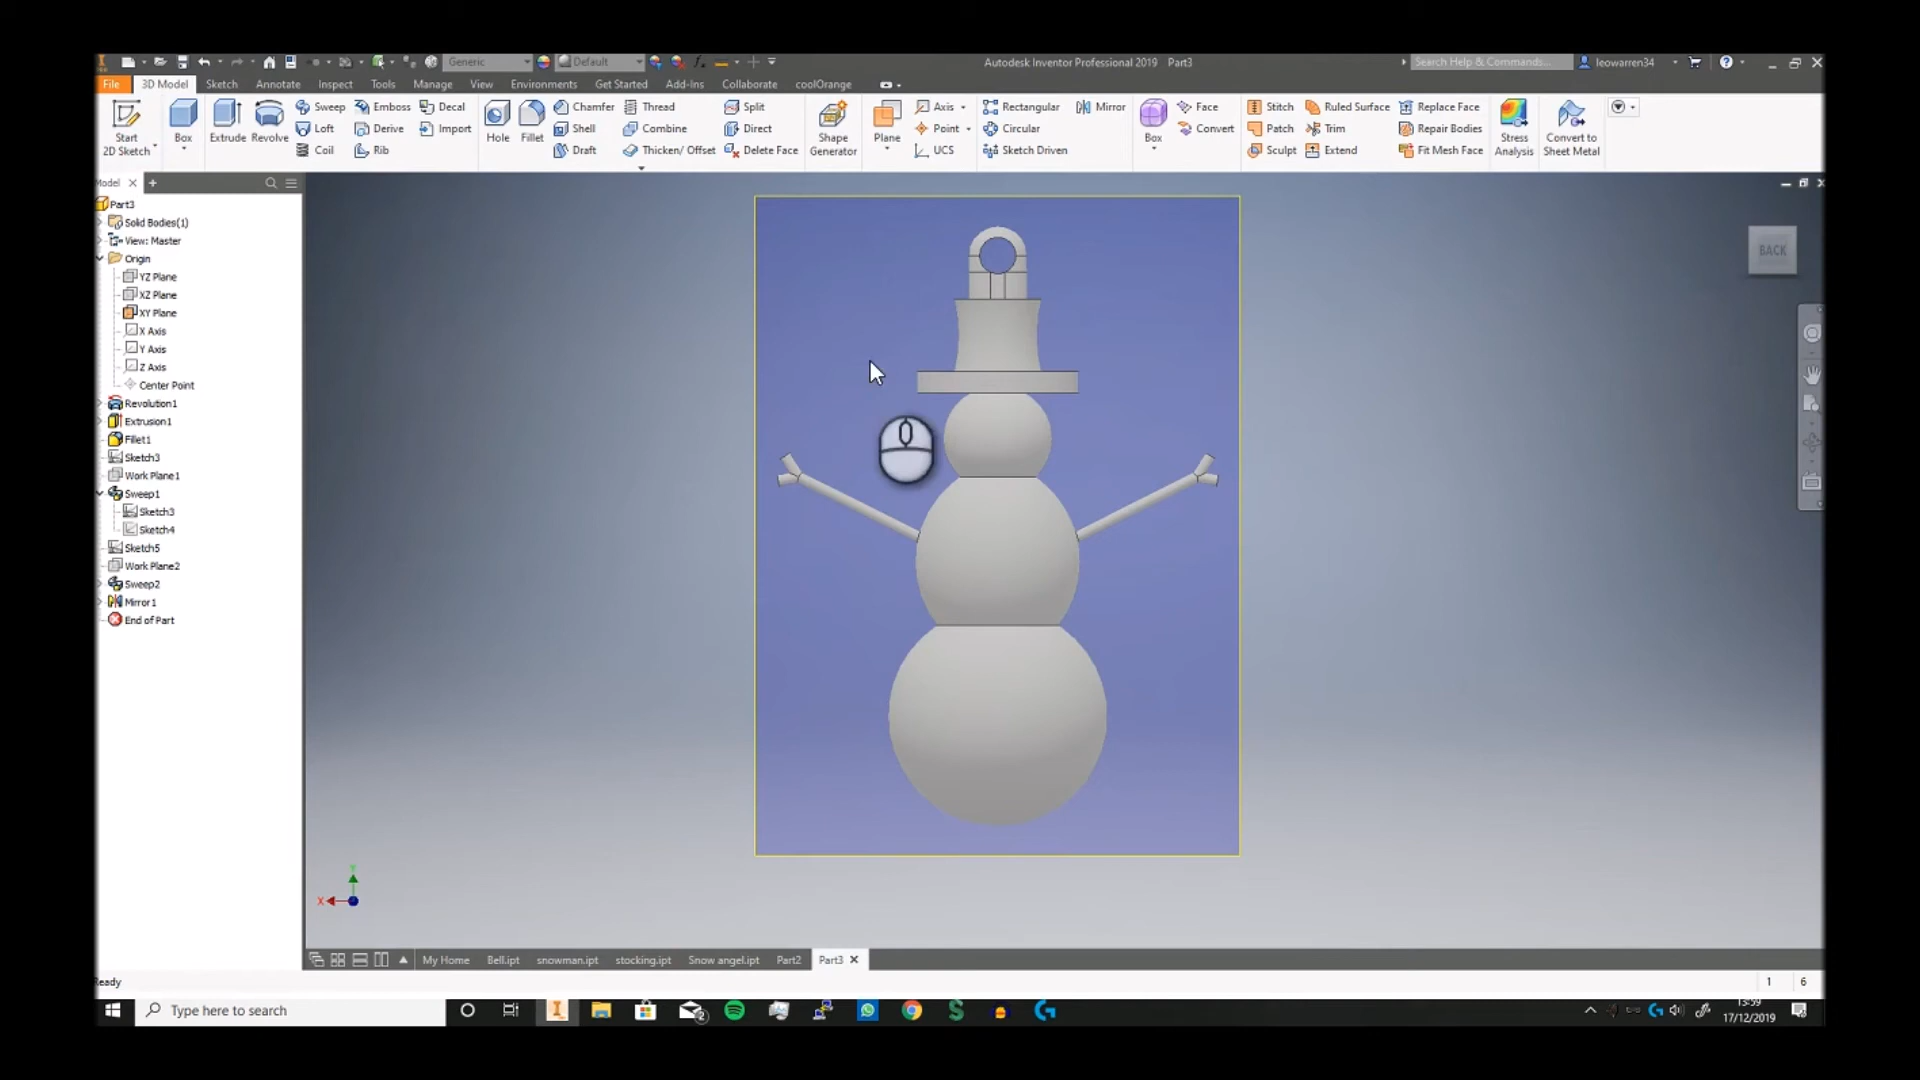 Generic Default Autodesk Inventor Professional 2019 Part3 Search Help & Commands... leowarren34
File 3D Model Sketch Annotate Inspect Tools Manage View Environments Get Started Add-Ins Collaborate coolOrange
Start 2D Sketch Box Extrude Revolve
Sweep Emboss Decal
Loft Derive Import
Coil Rib
Hole Fillet
Chamfer Thread Split
Shell Combine Direct
Draft Thicken/ Offset Delete Face
Shape Generator Plane
Axis Rectangular Mirror
Point Circular
UCS Sketch Driven
Box
Face
Convert
Stitch Ruled Surface Replace Face
Patch Trim Repair Bodies
Sculpt Extend Fit Mesh Face
Stress Analysis
Convert to Sheet Metal
Model
Part3
Solid Bodies(1)
View: Master
Origin
YZ Plane
XZ Plane
XY Plane
X Axis
Y Axis
Z Axis
Center Point
Revolution1
Extrusion1
Fillet1
Sketch3
Work Plane1
Sweep1
Sketch3
Sketch4
Sketch5
Work Plane2
Sweep2
Mirror1
End of Part
BACK
Y
X
My Home Bell.ipt snowman.ipt stocking.ipt Snow angel.ipt Part2 Part3
Ready 1 6
Type here to search
2
13:59
17/12/2019